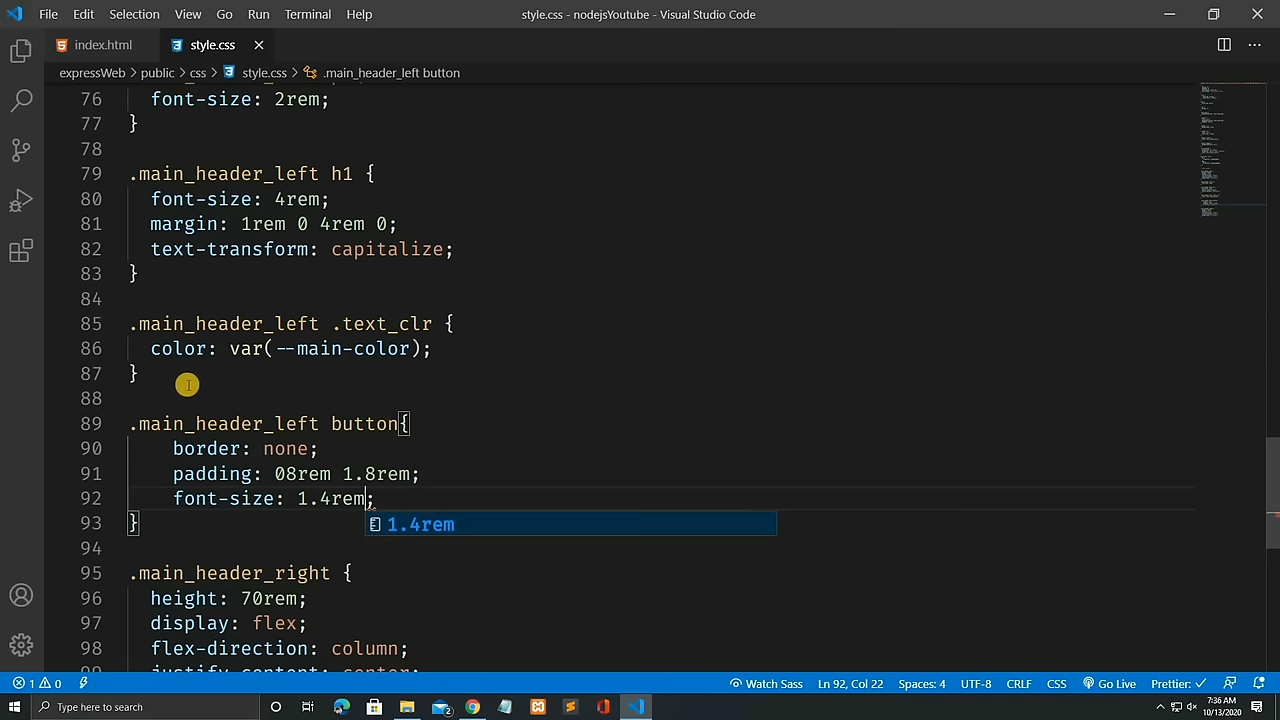 File Edit Selection View Go Run Terminal Help style.css - nodejsYoutube - Visual Studio Code
index.html style.css
expressWeb > public > css > style.css > .main_header_left button
76 font-size: 2rem;
77 }
78
79 .main_header_left h1 {
80 font-size: 4rem;
81 margin: 1rem 0 4rem 0;
82 text-transform: capitalize;
83 }
84
85 .main_header_left .text_clr {
86 color: var(--main-color);
87 }
88
89 .main_header_left button{
90 border: none;
91 padding: 08rem 1.8rem;
92 font-size: 1.4rem;
1.4rem
93 }
94
95 .main_header_right {
96 height: 70rem;
97 display: flex;
98 flex-direction: column;
99 justify-content: center;
1 0 Watch Sass Ln 92, Col 22 Spaces: 4 UTF-8 CRLF CSS Go Live Prettier:
Type here to search 2 7:36 AM
10/13/2020